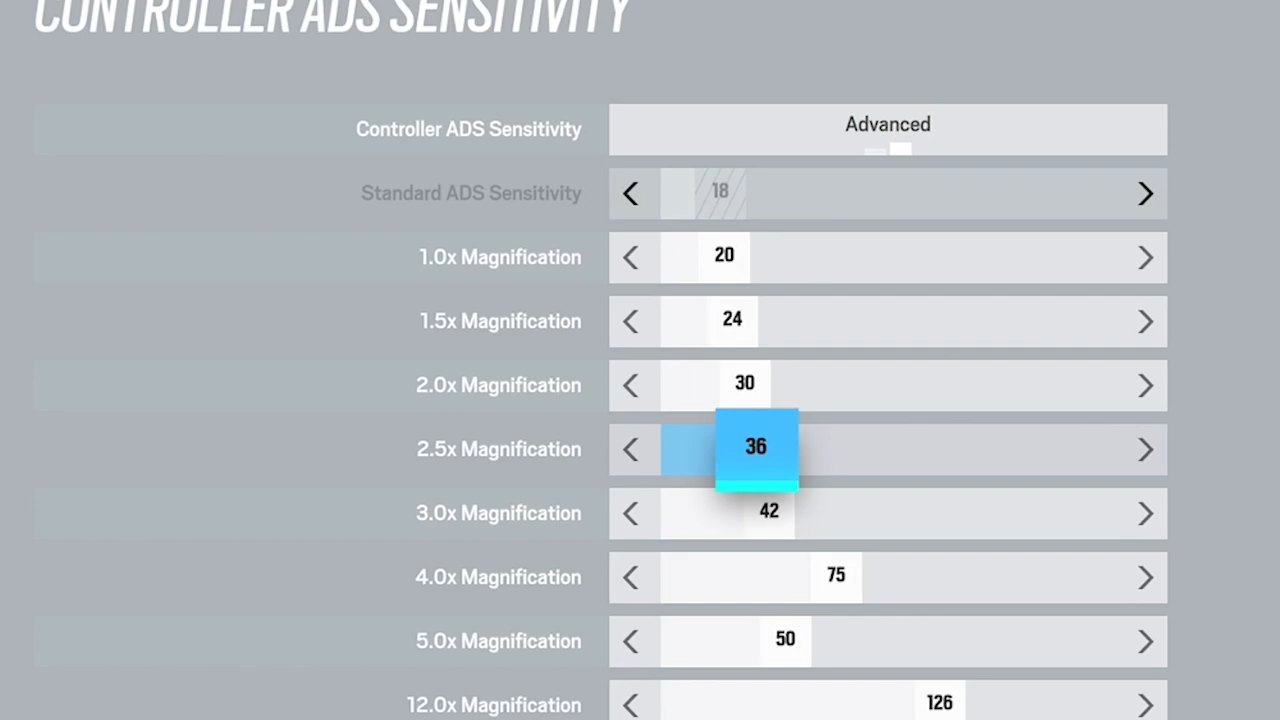 CONTROLLER ADS SENSITIVITY
Controller ADS Sensitivity Advanced
Standard ADS Sensitivity 18
1.0x Magnification 20
1.5x Magnification 24
2.0x Magnification 30
2.5x Magnification 36
3.0x Magnification 42
4.0x Magnification 75
5.0x Magnification 50
12.0x Magnification 126